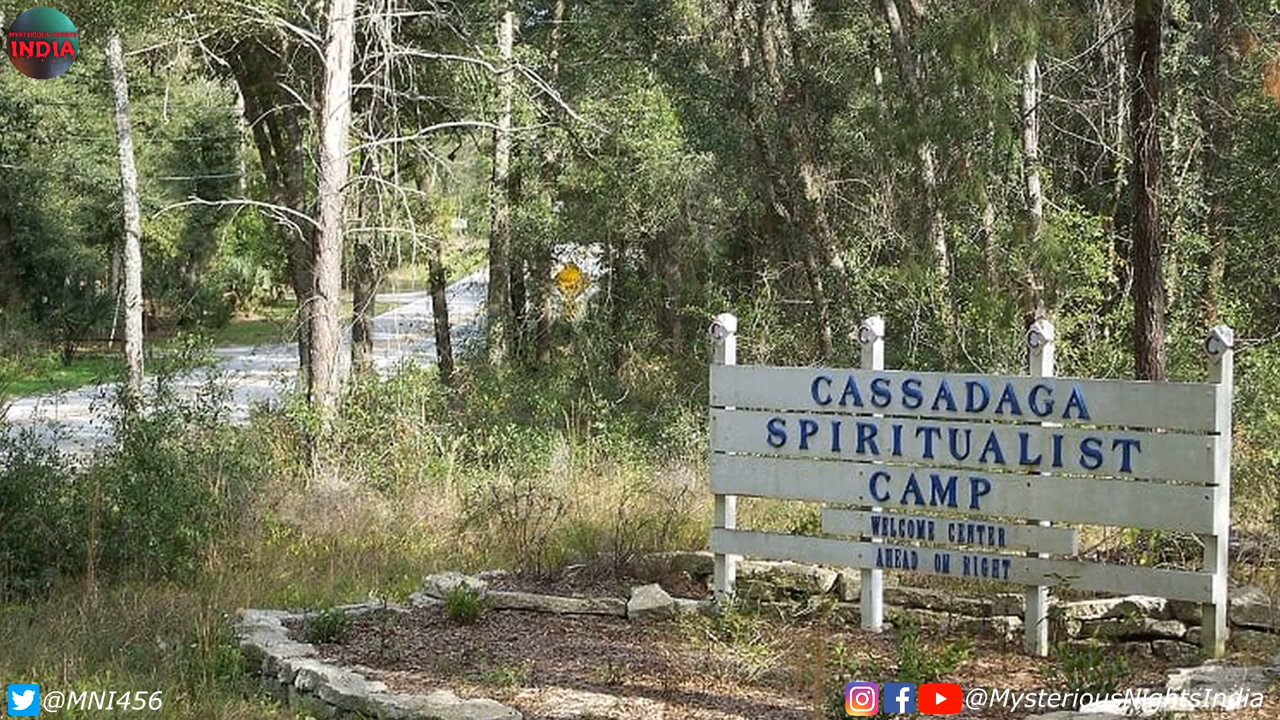 MYSTERIOUS NIGHTS
INDIA
CASSADAGA
SPIRITUALIST
CAMP
WELCOME CENTER
AHEAD ON RIGHT
@MNI456
@MysteriousNightsIndia